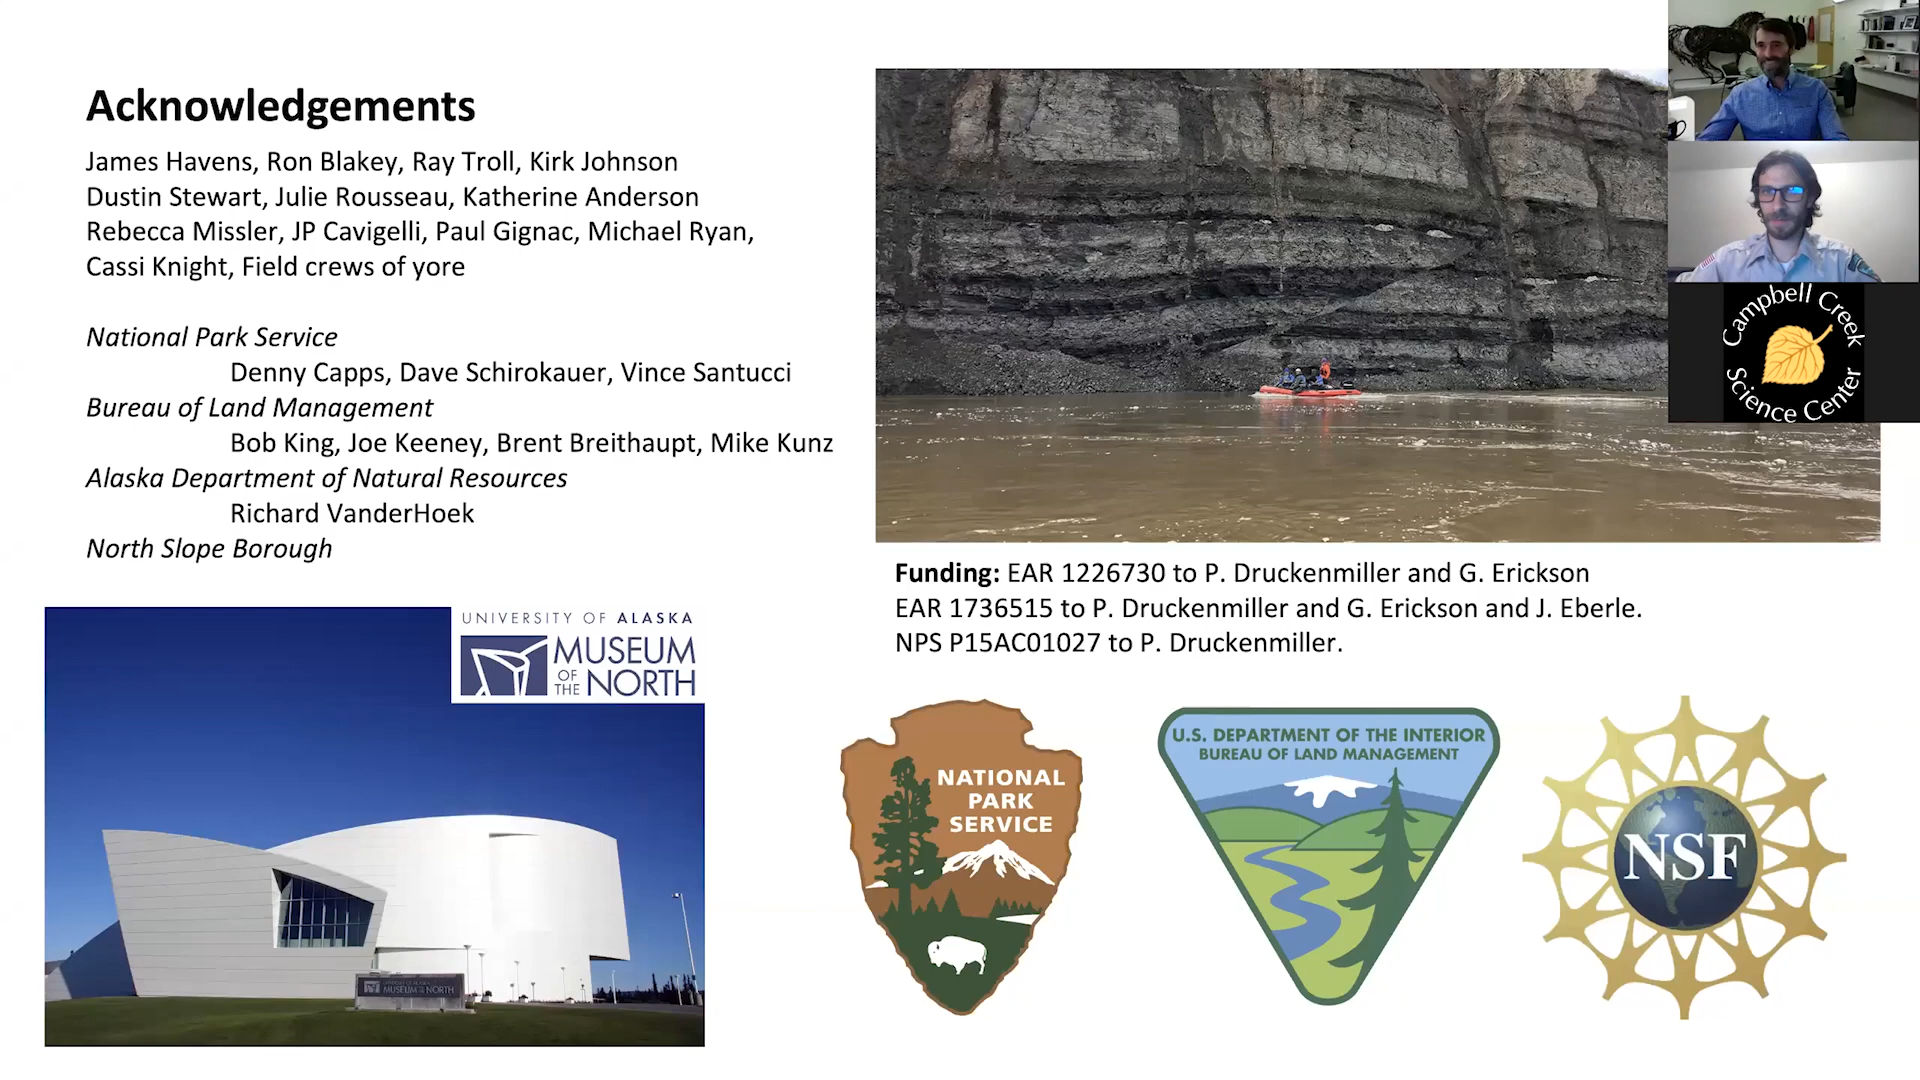 Acknowledgements
James Havens, Ron Blakey, Ray Troll, Kirk Johnson
Dustin Stewart, Julie Rousseau, Katherine Anderson
Rebecca Missler, JP Cavigelli, Paul Gignac, Michael Ryan,
Cassi Knight, Field crews of yore
National Park Service
Denny Capps, Dave Schirokauer, Vince Santucci
Bureau of Land Management
Bob King, Joe Keeney, Brent Breithaupt, Mike Kunz
Alaska Department of Natural Resources
Richard VanderHoek
North Slope Borough
Campbell Creek
Science Center
Funding: EAR 1226730 to P. Druckenmiller and G. Erickson
EAR 1736515 to P. Druckenmiller and G. Erickson and J. Eberle.
NPS P15AC01027 to P. Druckenmiller.
UNIVERSITY OF ALASKA
MUSEUM
OF THE NORTH
MUSEUM OF THE NORTH
NATIONAL
PARK
SERVICE
U.S. DEPARTMENT OF THE INTERIOR
BUREAU OF LAND MANAGEMENT
NSF